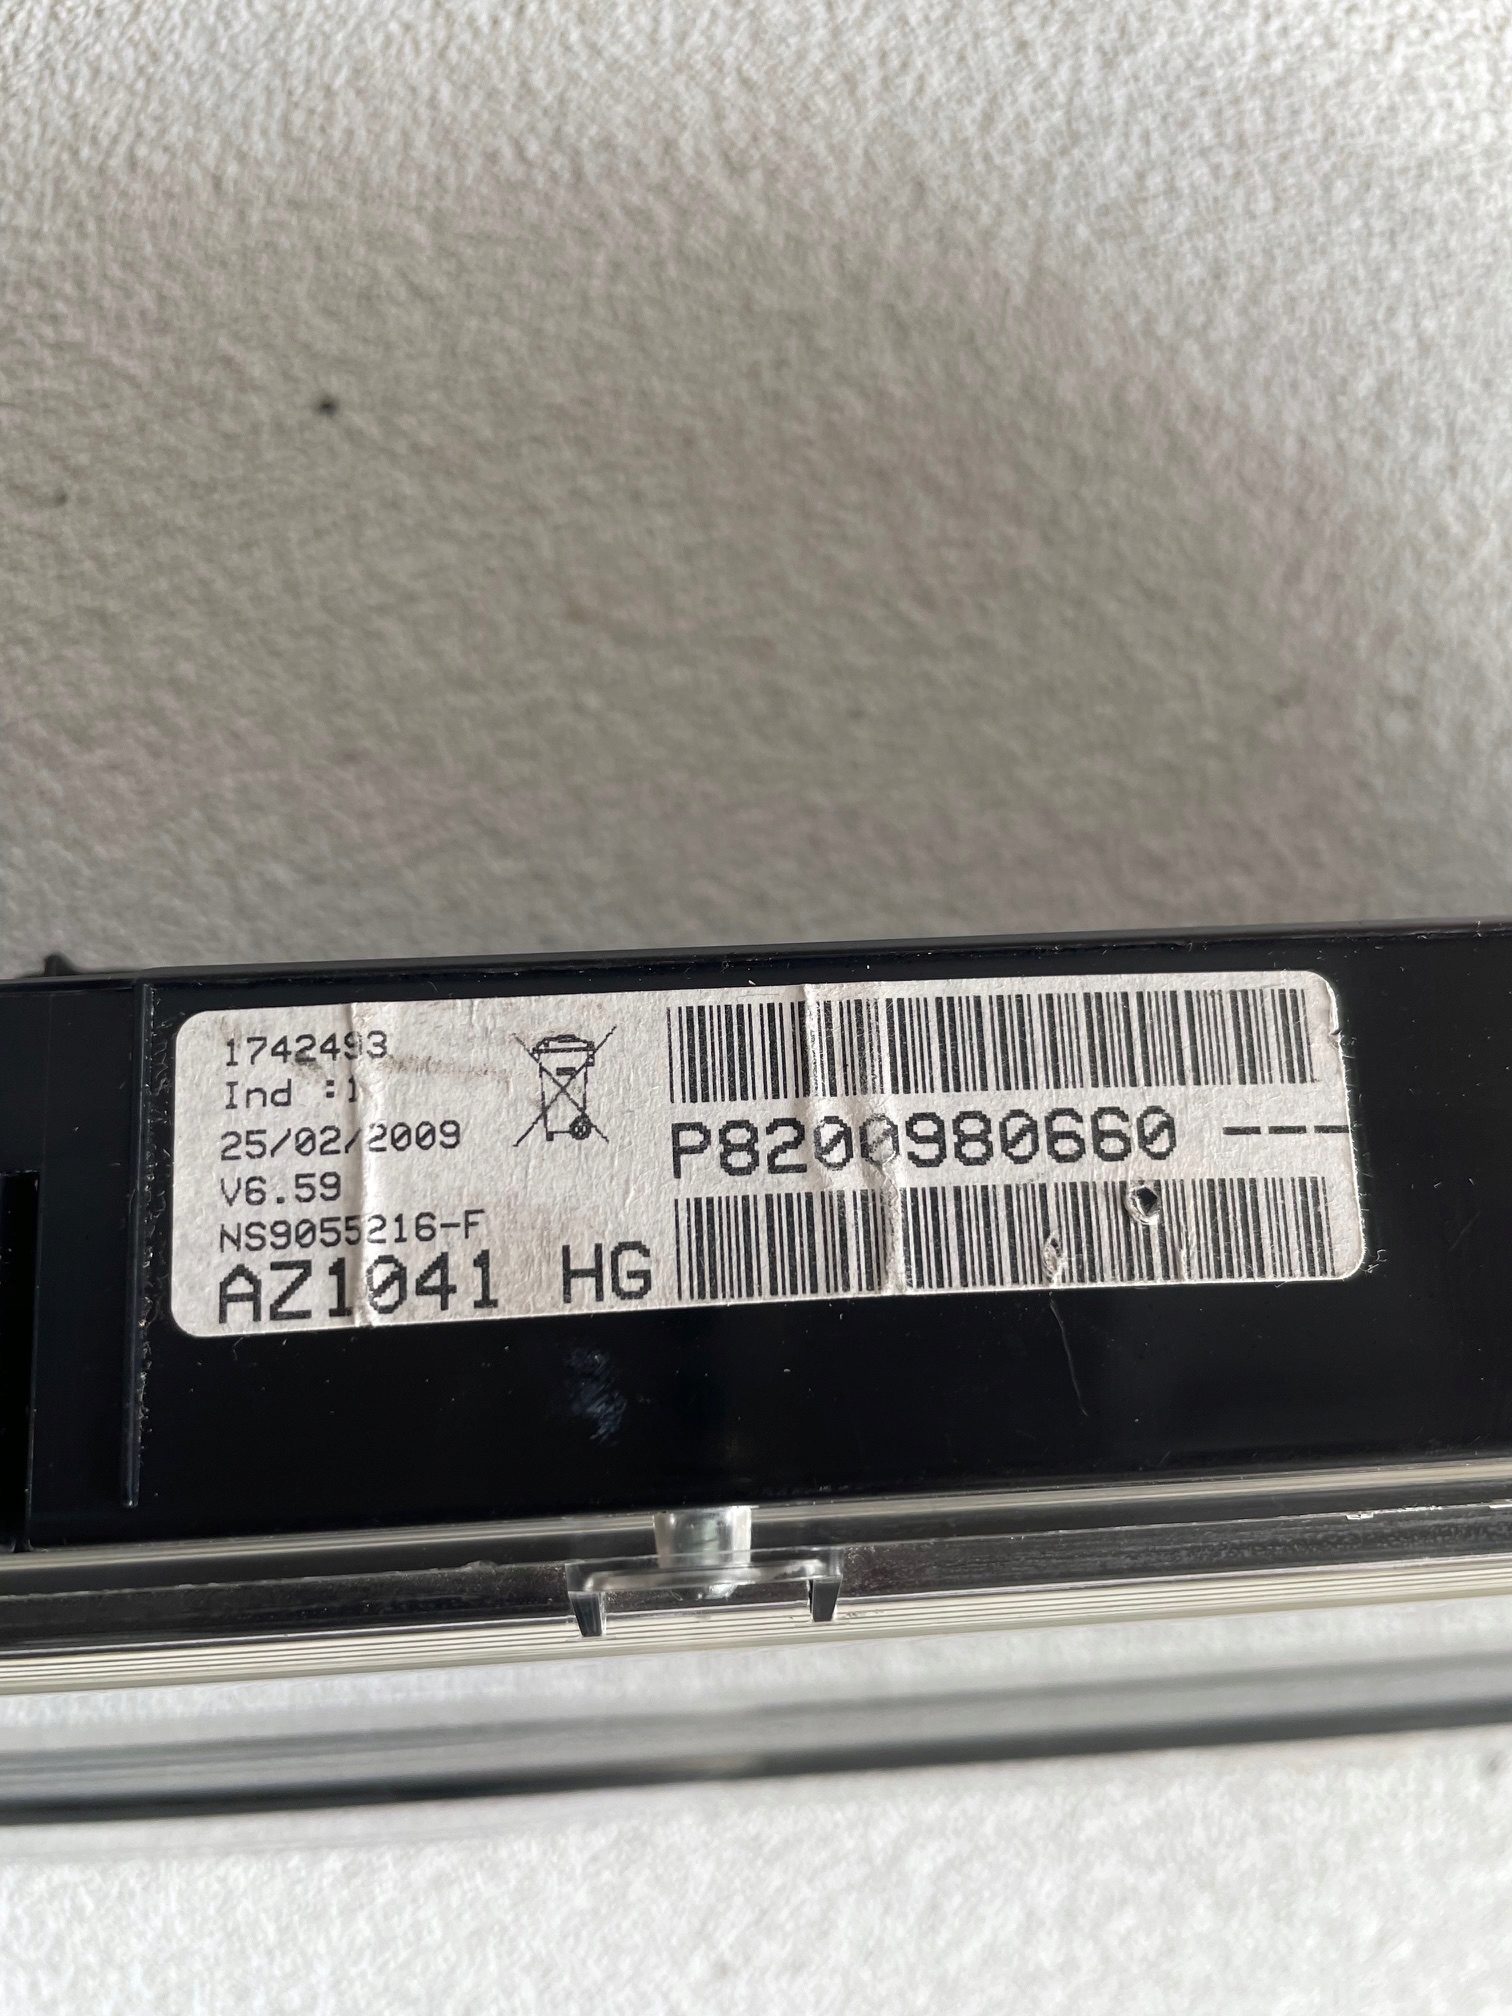 1742493
Ind :1
25/02/2009
V6.59
NS9055216-F
AZ1041 HG
P8200980660 ---